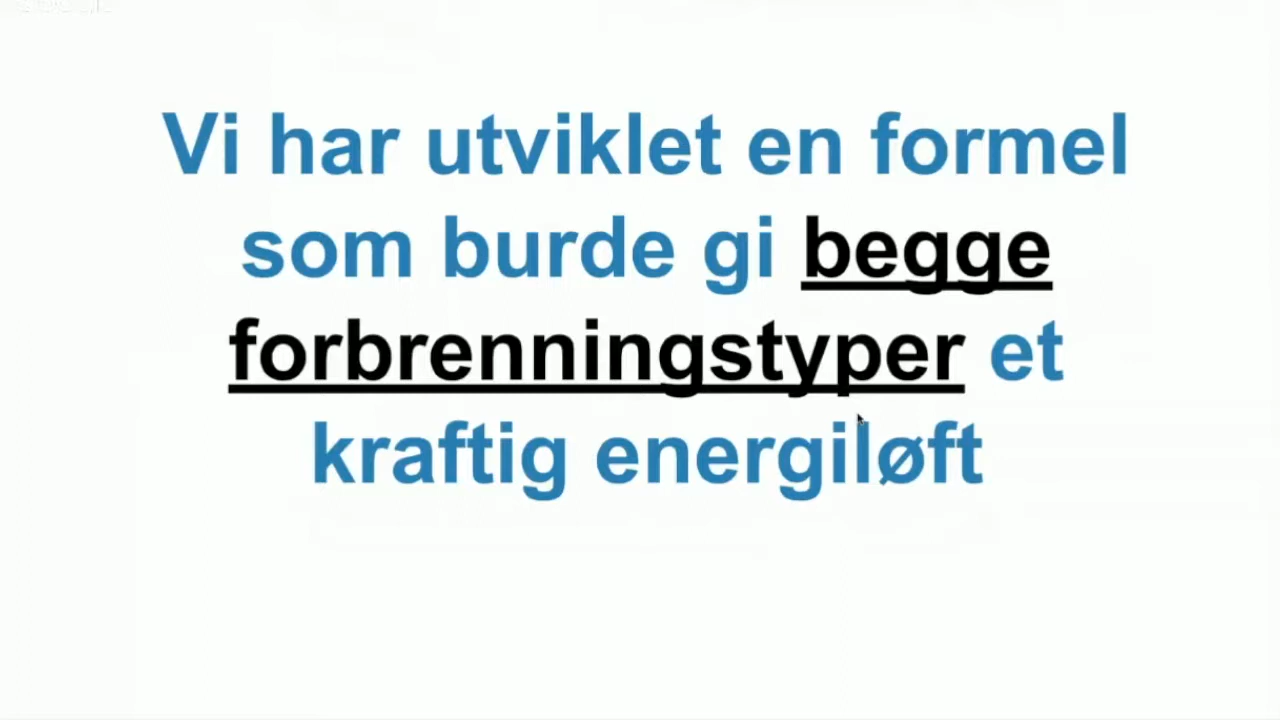 Vi har utviklet en formel
som burde gi begge
forbrenningstyper et
kraftig energiløft